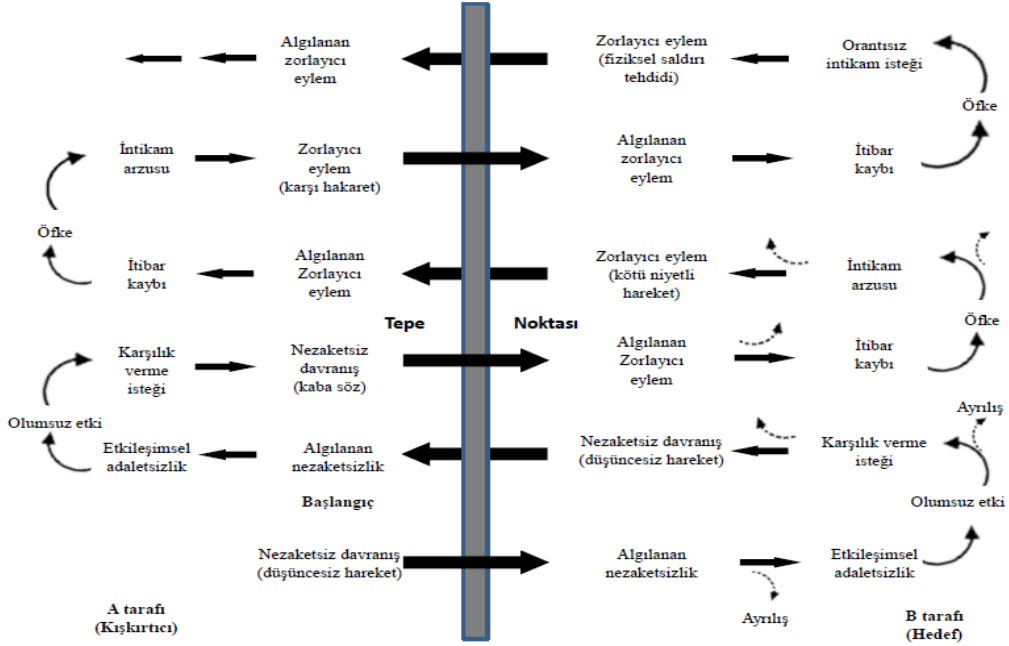 Algılanan
zorlayıcı
eylem
Zorlayıcı eylem
(fiziksel saldırı
tehdidi)
Orantısız
intikam isteği
Öfke
İntikam
arzusu
Zorlayıcı
eylem
(karşı hakaret)
Algılanan
zorlayıcı
eylem
İtibar
kaybı
Öfke
İtibar
kaybı
Algılanan
Zorlayıcı
eylem
Zorlayıcı eylem
(kötü niyetli
hareket)
İntikam
arzusu
Tepe Noktası
Öfke
Karşılık
verme
isteği
Nezaketsiz
davranış
(kaba söz)
Algılanan
Zorlayıcı
eylem
İtibar
kaybı
Ayrılış
Olumsuz etki
Etkileşimsel
adaletsizlik
Algılanan
nezaketsizlik
Nezaketsiz davranış
(düşüncesiz hareket)
Karşılık verme
isteği
Başlangıç
Olumsuz etki
Nezaketsiz davranış
(düşüncesiz hareket)
Algılanan
nezaketsizlik
Etkileşimsel
adaletsizlik
Ayrılış
A tarafı
(Kışkırtıcı)
B tarafı
(Hedef)